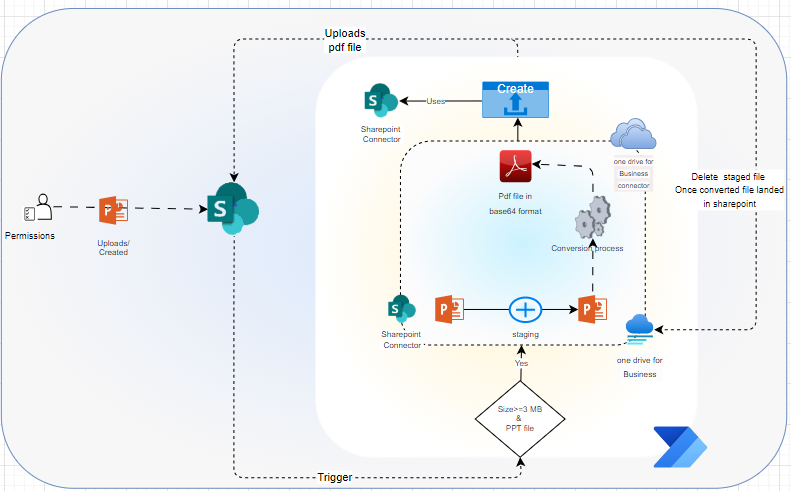 Uploads
pdf file
Create
S
Uses
Sharepoint
Connector
one drive for
Business
connector
Delete staged file
Once converted file landed
in sharepoint
Pdf file in
base64 format
P
S
Permissions
Uploads/
Created
Conversion process
S
P
P
Sharepoint
Connector
staging
one drive for
Business
Yes
Size>=3 MB
&
PPT file
Trigger